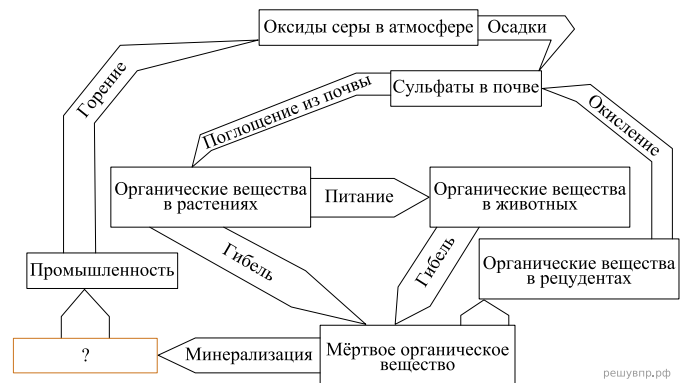 Оксиды серы в атмосфере
Осадки
Горение
Сульфаты в почве
Поглощение из почвы
Окисление
Органические вещества
в растениях
Питание
Органические вещества
в животных
Гибель
Гибель
Промышленность
Органические вещества
в рецудентах
?
Минерализация
Мёртвое органическое
вещество
решувпр.рф